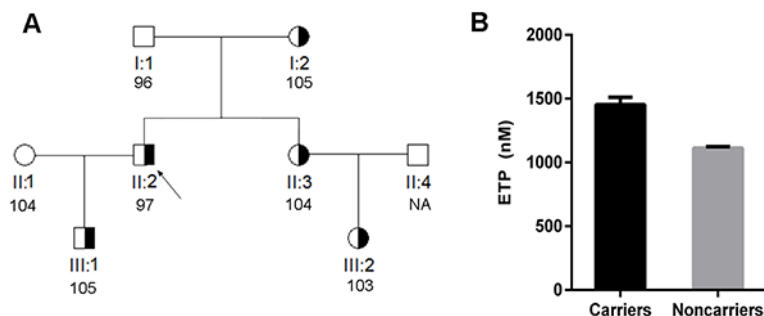 A
I:1
96
I:2
105
II:1
104
II:2
97
II:3
104
II:4
NA
III:1
105
III:2
103
B
ETP (nM)
2000
1500
1000
500
0
Carriers
Noncarriers